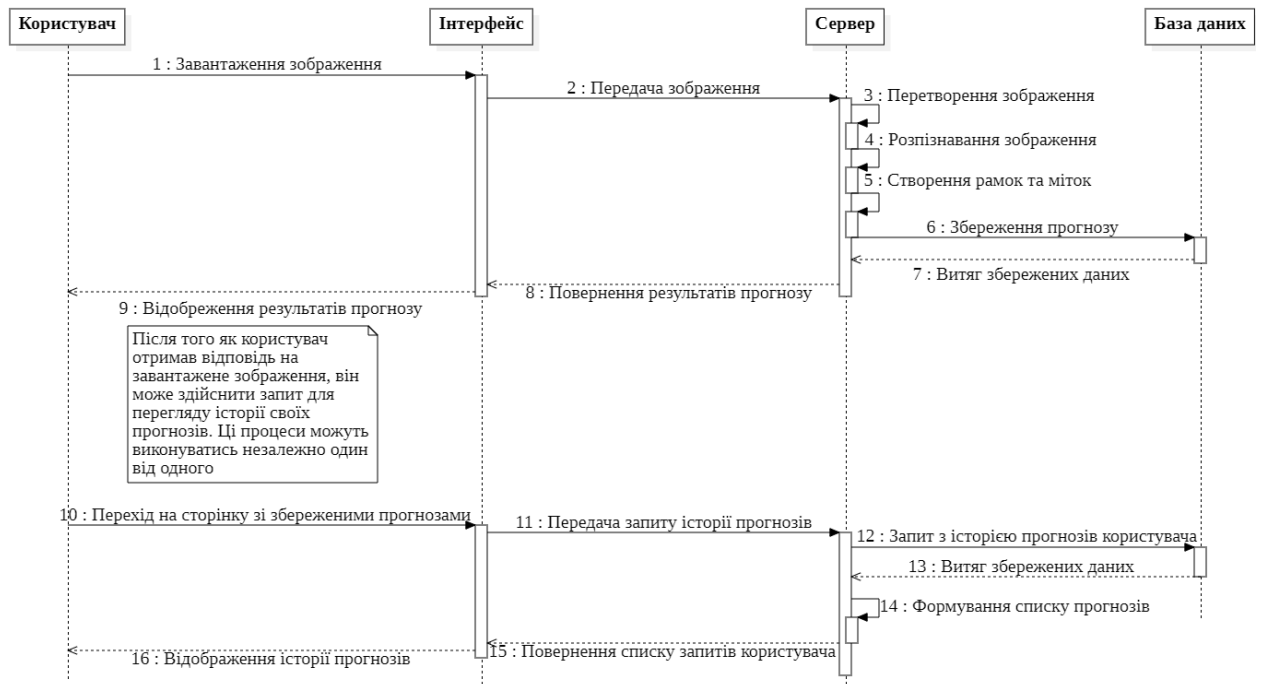 Користувач
Інтерфейс
Сервер
База даних
1 : Завантаження зображення
2 : Передача зображення
3 : Перетворення зображення
4 : Розпізнавання зображення
5 : Створення рамок та міток
6 : Збереження прогнозу
7 : Витяг збережених даних
8 : Повернення результатів прогнозу
9 : Відобреження результатів прогнозу
Після того як користувач
отримав відповідь на
завантажене зображення, він
може здійснити запит для
перегляду історії своїх
прогнозів. Ці процеси можуть
виконуватись незалежно один
від одного
10 : Перехід на сторінку зі збереженими прогнозами
11 : Передача запиту історії прогнозів
12 : Запит з історією прогнозів користувача
13 : Витяг збережених даних
14 : Формування списку прогнозів
15 : Повернення списку запитів користувача
16 : Відображення історії прогнозів